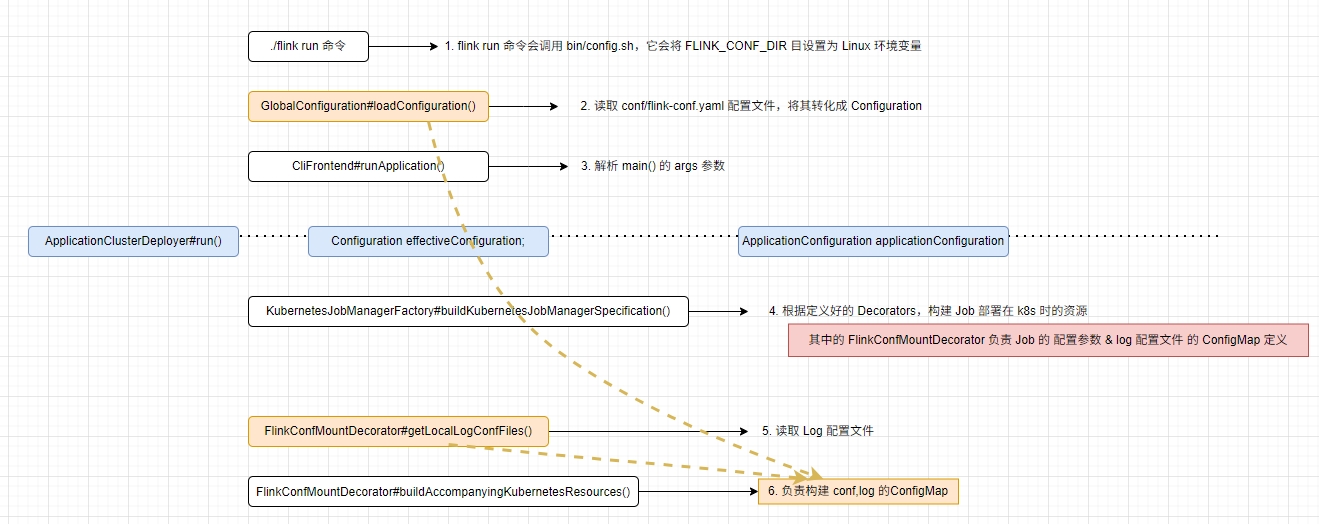 ./flink run 命令
1. flink run 命令会调用 bin/config.sh，它会将 FLINK_CONF_DIR 目设置为 Linux 环境变量
GlobalConfiguration#loadConfiguration()
2. 读取 conf/flink-conf.yaml 配置文件，将其转化成 Configuration
CliFrontend#runApplication()
3. 解析 main() 的 args 参数
ApplicationClusterDeployer#run()
Configuration effectiveConfiguration;
ApplicationConfiguration applicationConfiguration
KubernetesJobManagerFactory#buildKubernetesJobManagerSpecification()
4. 根据定义好的 Decorators，构建 Job 部署在 k8s 时的资源
其中的 FlinkConfMountDecorator 负责 Job 的 配置参数 & log 配置文件 的 ConfigMap 定义
FlinkConfMountDecorator#getLocalLogConfFiles()
5. 读取 Log 配置文件
FlinkConfMountDecorator#buildAccompanyingKubernetesResources()
6. 负责构建 conf,log 的ConfigMap